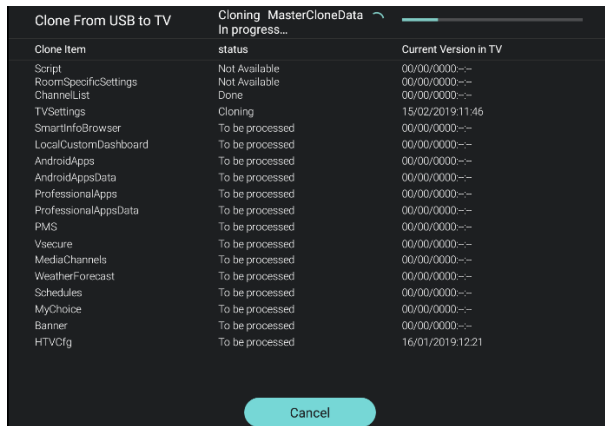 Clone From USB to TV
Cloning MasterCloneData
In progress...
Clone Item status Current Version in TV
Script Not Available 00/00/0000:--:--
RoomSpecificSettings Not Available 00/00/0000:--:--
ChannelList Done 00/00/0000:--:--
TVSettings Cloning 15/02/2019:11:46
SmartInfoBrowser To be processed 00/00/0000:--:--
LocalCustomDashboard To be processed 00/00/0000:--:--
AndroidApps To be processed 00/00/0000:--:--
AndroidAppsData To be processed 00/00/0000:--:--
ProfessionalApps To be processed 00/00/0000:--:--
ProfessionalAppsData To be processed 00/00/0000:--:--
PMS To be processed 00/00/0000:--:--
Vsecure To be processed 00/00/0000:--:--
MediaChannels To be processed 00/00/0000:--:--
WeatherForecast To be processed 00/00/0000:--:--
Schedules To be processed 00/00/0000:--:--
MyChoice To be processed 00/00/0000:--:--
Banner To be processed 00/00/0000:--:--
HTVCfg To be processed 16/01/2019:12:21
Cancel